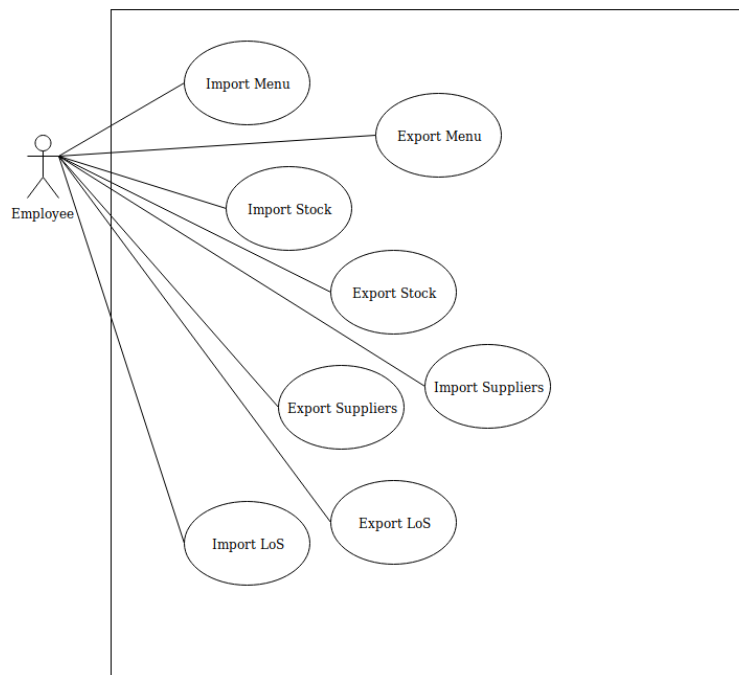 Import Menu
Export Menu
Employee
Import Stock
Export Stock
Import Suppliers
Export Suppliers
Export LoS
Import LoS